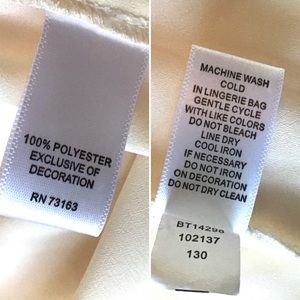 100% POLYESTER
EXCLUSIVE OF
DECORATION
RN 73163
MACHINE WASH
COLD
IN LINGERIE BAG
GENTLE CYCLE
WITH LIKE COLORS
DO NOT BLEACH
LINE DRY
COOL IRON
IF NECESSARY
DO NOT IRON
ON DECORATION
DO NOT DRY CLEAN
BT14298
102137
130